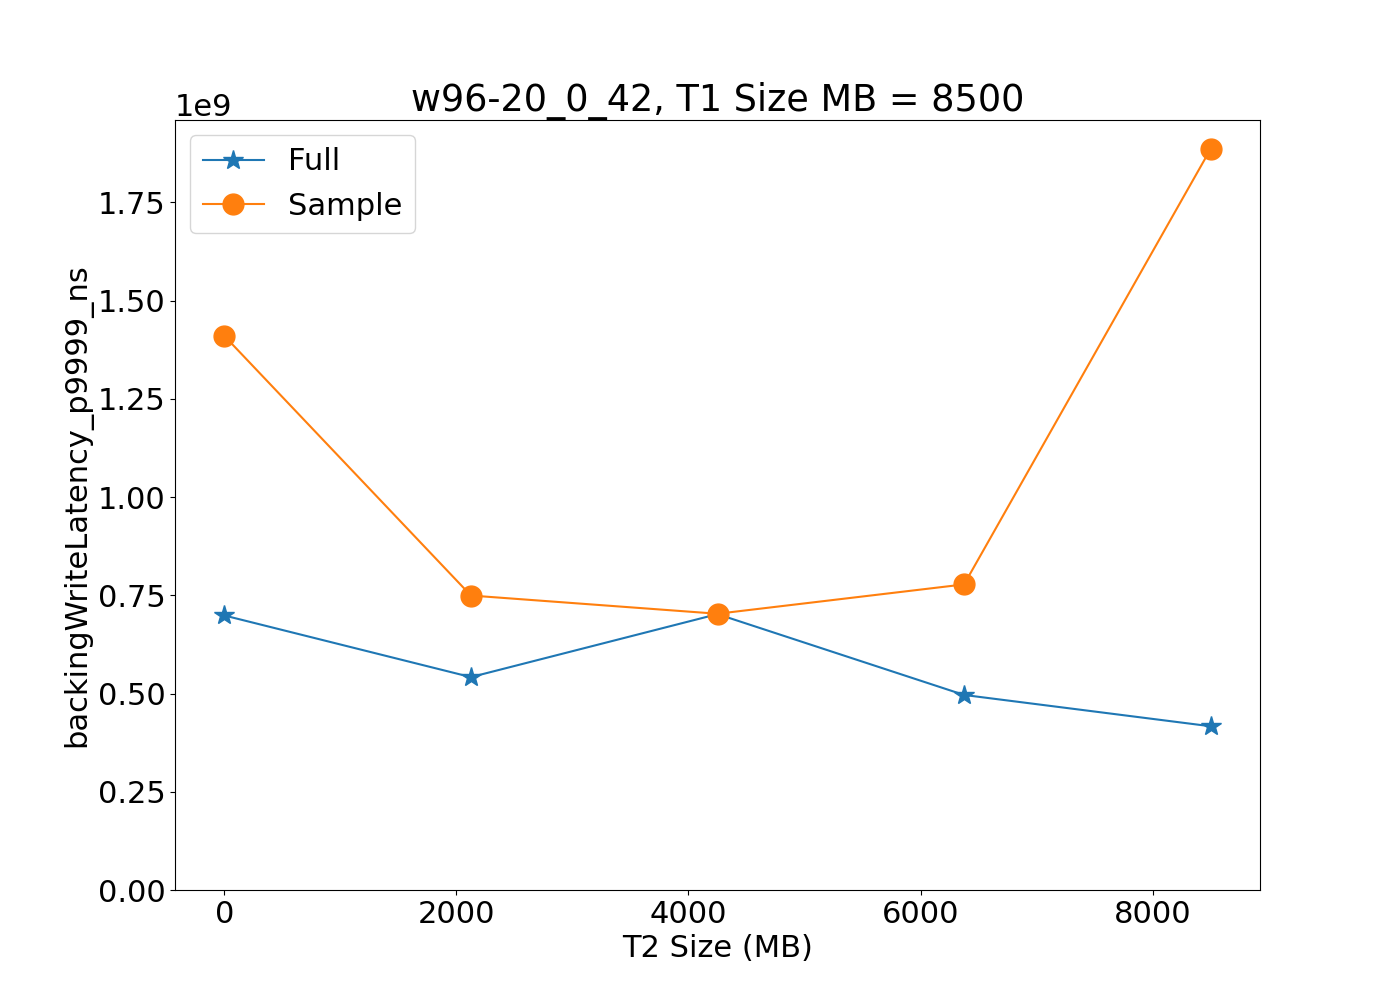 w96-20_0_42, T1 Size MB = 8500
1e9
Full
Sample
1.75
1.50
1.25
1.00
0.75
0.50
0.25
0.00
backingWriteLatency_p9999_ns
0 2000 4000 6000 8000
T2 Size (MB)